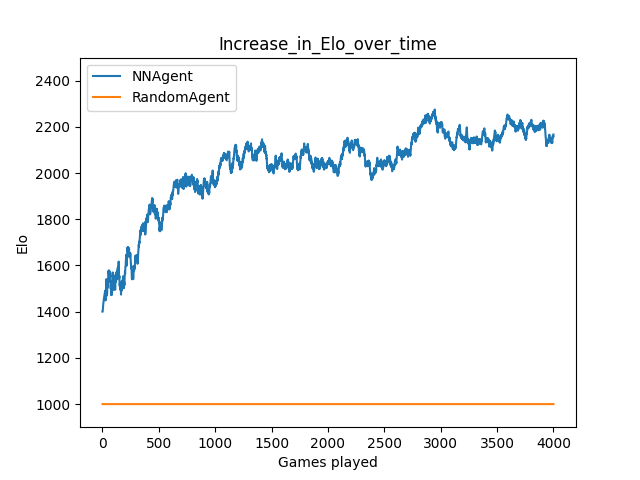 Increase_in_Elo_over_time
NNAgent
RandomAgent
2400
2200
2000
1800
1600
1400
1200
1000
Elo
0 500 1000 1500 2000 2500 3000 3500 4000
Games played